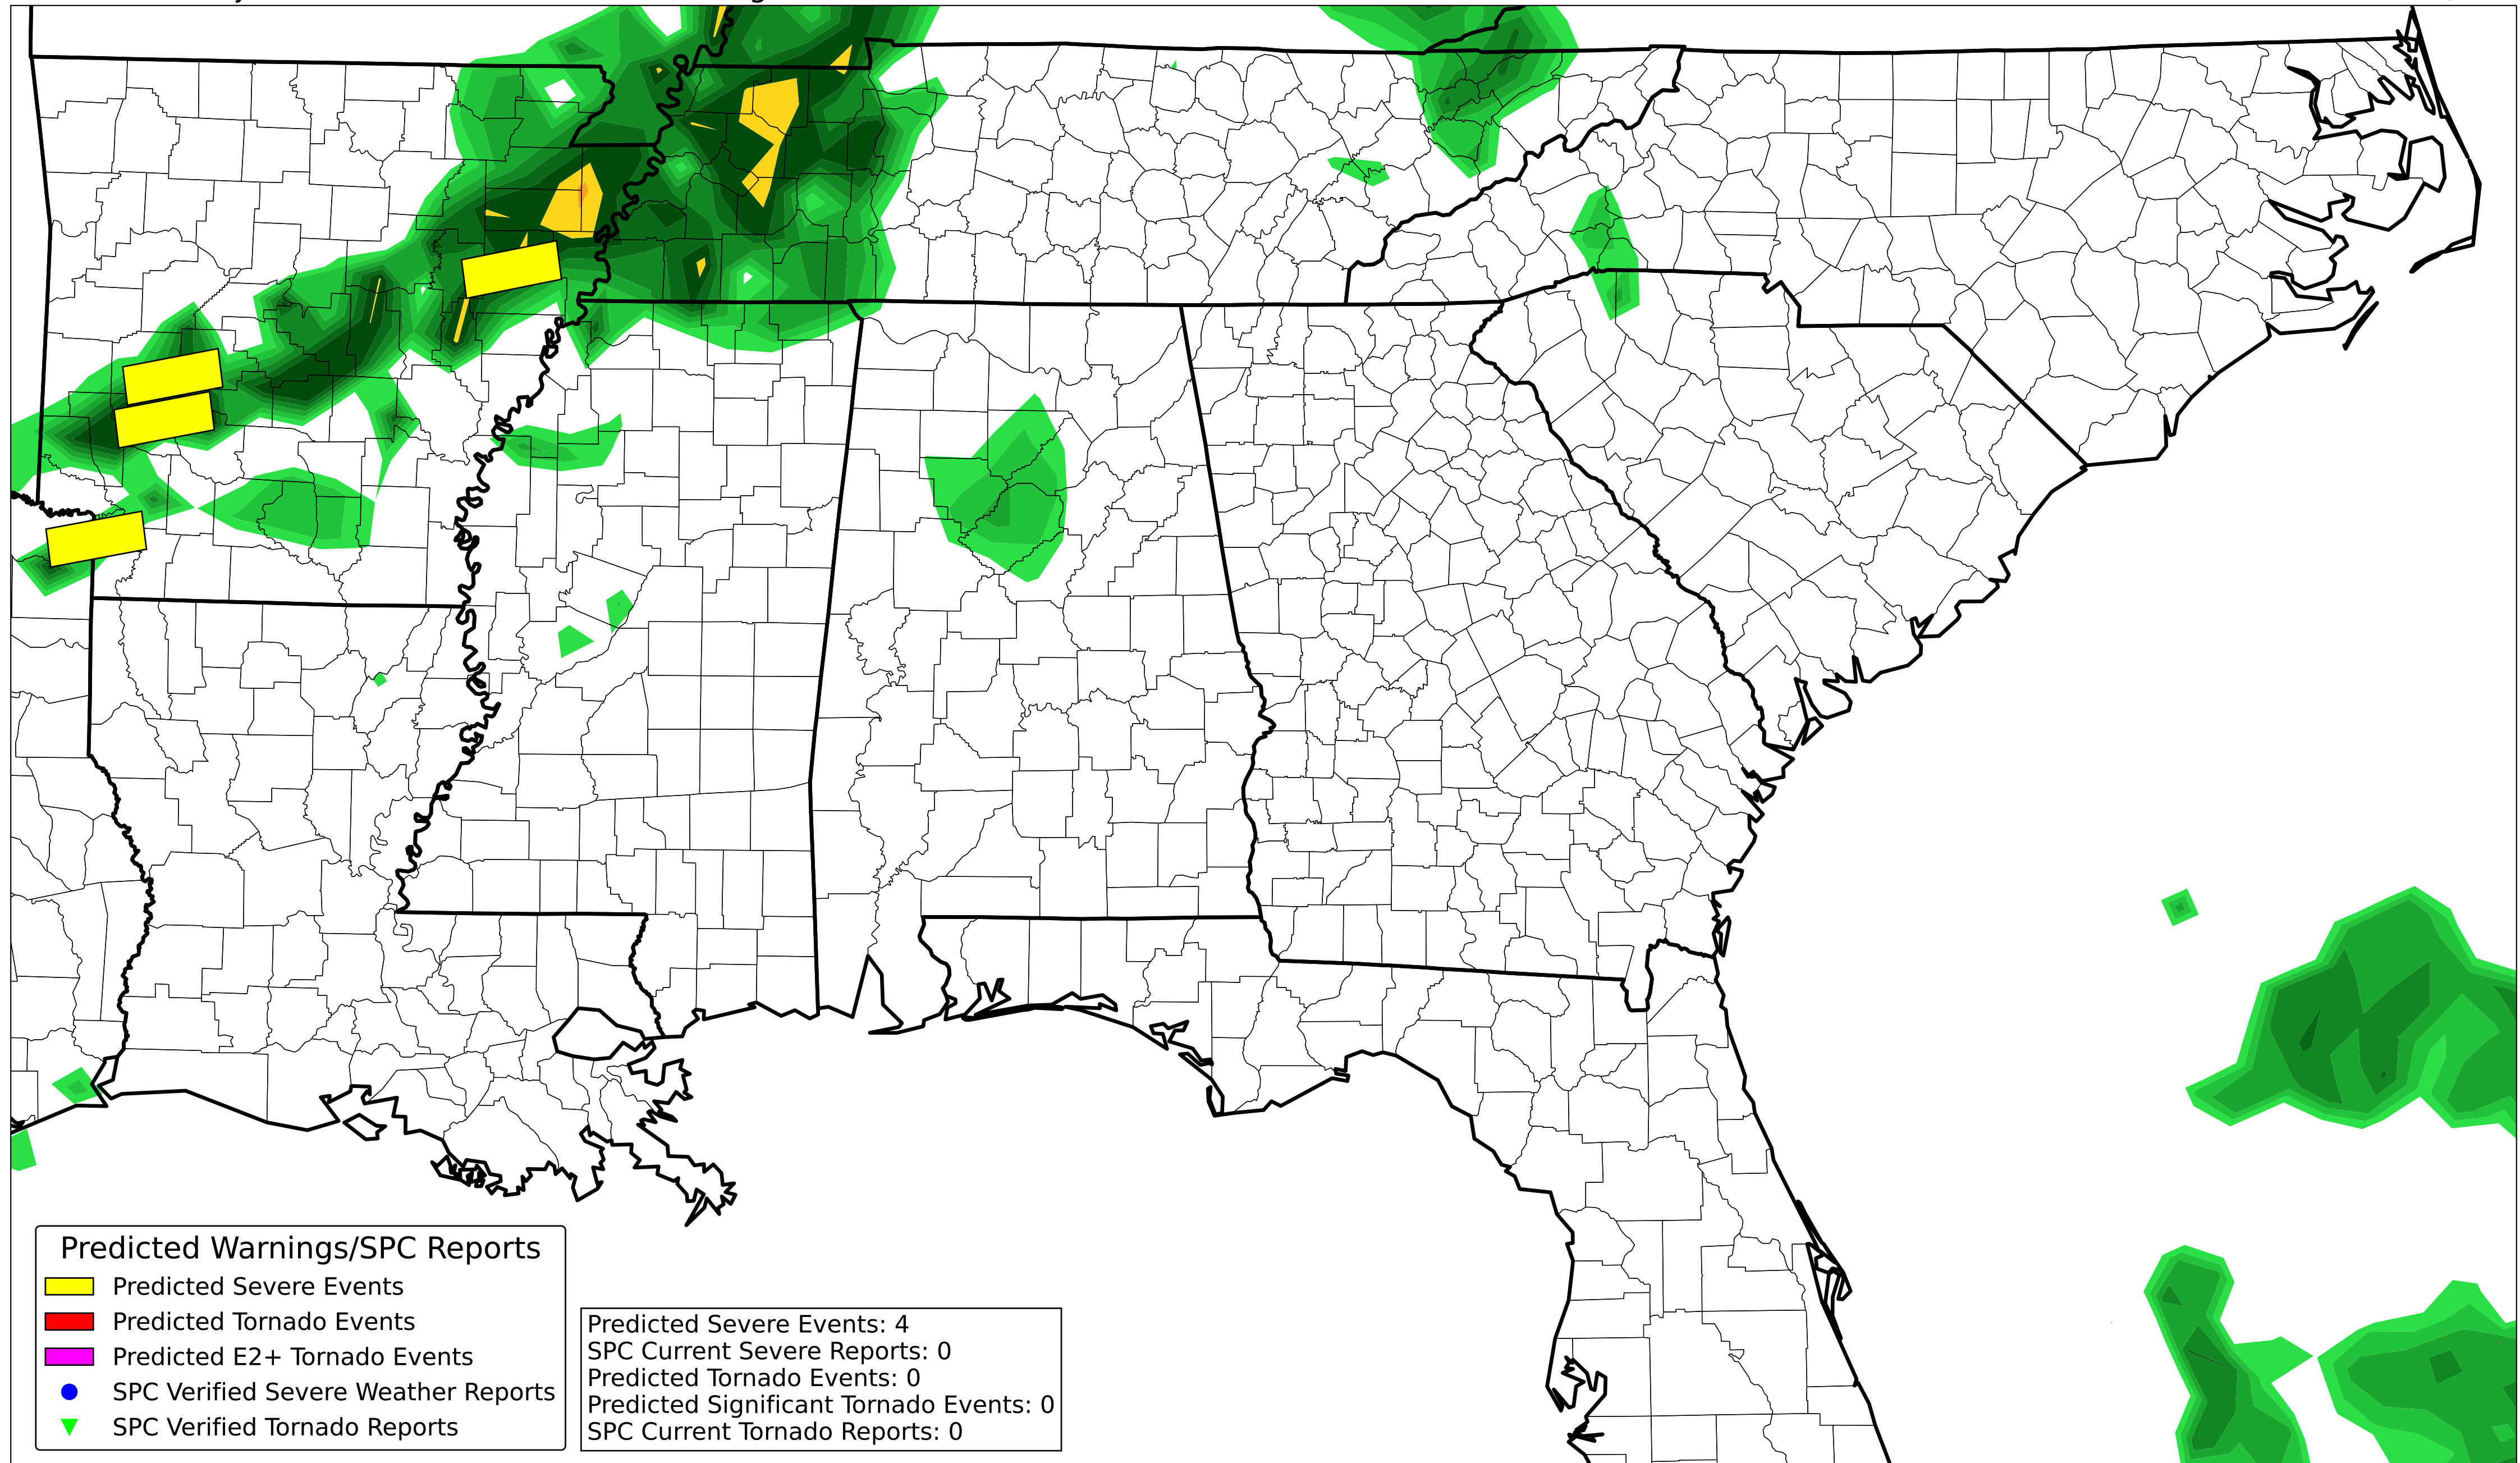 Predicted Warnings/SPC Reports
Predicted Severe Events
Predicted Tornado Events
Predicted E2+ Tornado Events
SPC Verified Severe Weather Reports
SPC Verified Tornado Reports
Predicted Severe Events: 4
SPC Current Severe Reports: 0
Predicted Tornado Events: 0
Predicted Significant Tornado Events: 0
SPC Current Tornado Reports: 0